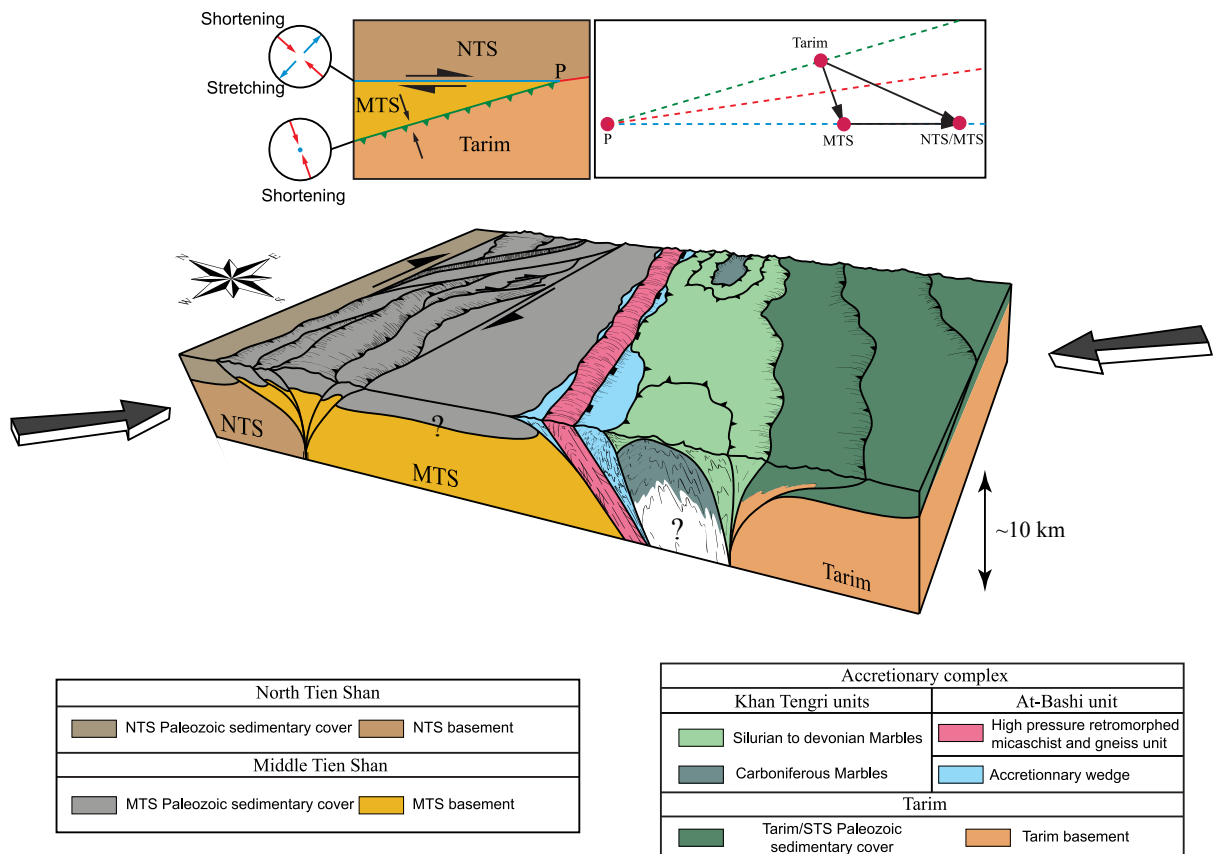 Shortening
Stretching
Shortening
NTS
P
MTS
Tarim
Tarim
P
MTS
NTS/MTS
N
E
W
S
NTS
MTS
?
?
Tarim
~10 km
North Tien Shan
NTS Paleozoic sedimentary cover
NTS basement
Middle Tien Shan
MTS Paleozoic sedimentary cover
MTS basement
Accretionary complex
Khan Tengri units
At-Bashi unit
Silurian to devonian Marbles
High pressure retromorphed
micaschist and gneiss unit
Carboniferous Marbles
Accretionnary wedge
Tarim
Tarim/STS Paleozoic
sedimentary cover
Tarim basement